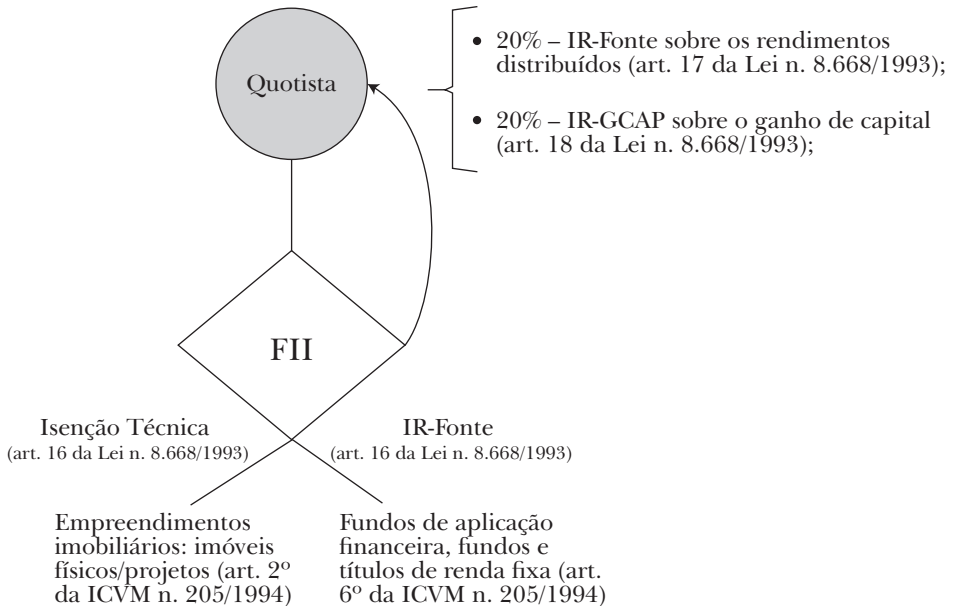 Quotista
• 20% – IR-Fonte sobre os rendimentos
distribuídos (art. 17 da Lei n. 8.668/1993);
• 20% – IR-GCAP sobre o ganho de capital
(art. 18 da Lei n. 8.668/1993);
FII
Isenção Técnica
(art. 16 da Lei n. 8.668/1993)
IR-Fonte
(art. 16 da Lei n. 8.668/1993)
Empreendimentos
imobiliários: imóveis
físicos/projetos (art. 2º
da ICVM n. 205/1994)
Fundos de aplicação
financeira, fundos e
títulos de renda fixa (art.
6º da ICVM n. 205/1994)